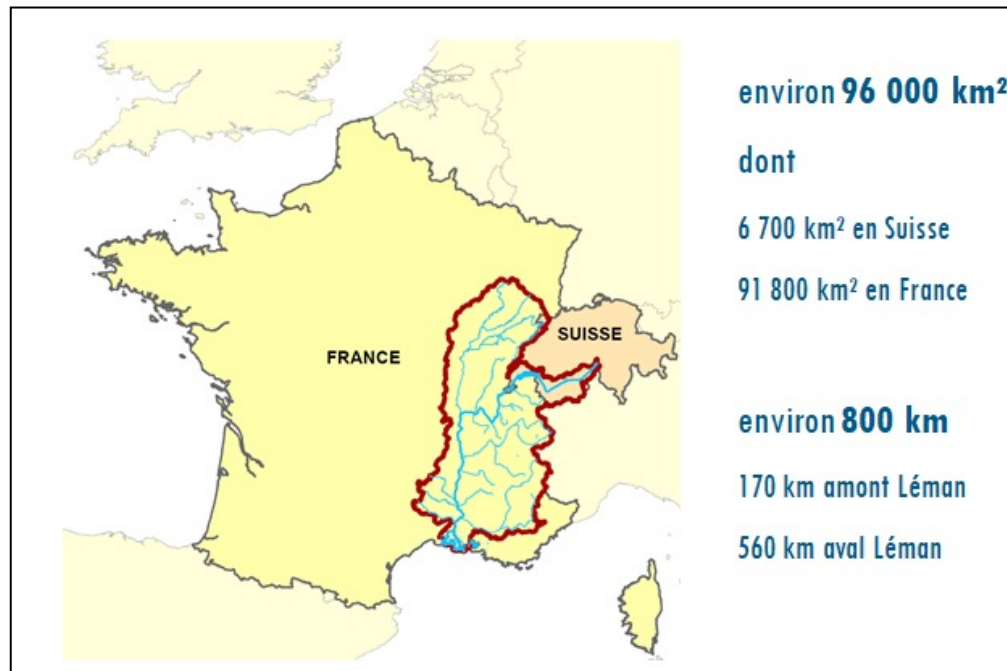 environ 96 000 km²
dont
6 700 km² en Suisse
91 800 km² en France
SUISSE
FRANCE
environ 800 km
170 km amont Léman
560 km aval Léman